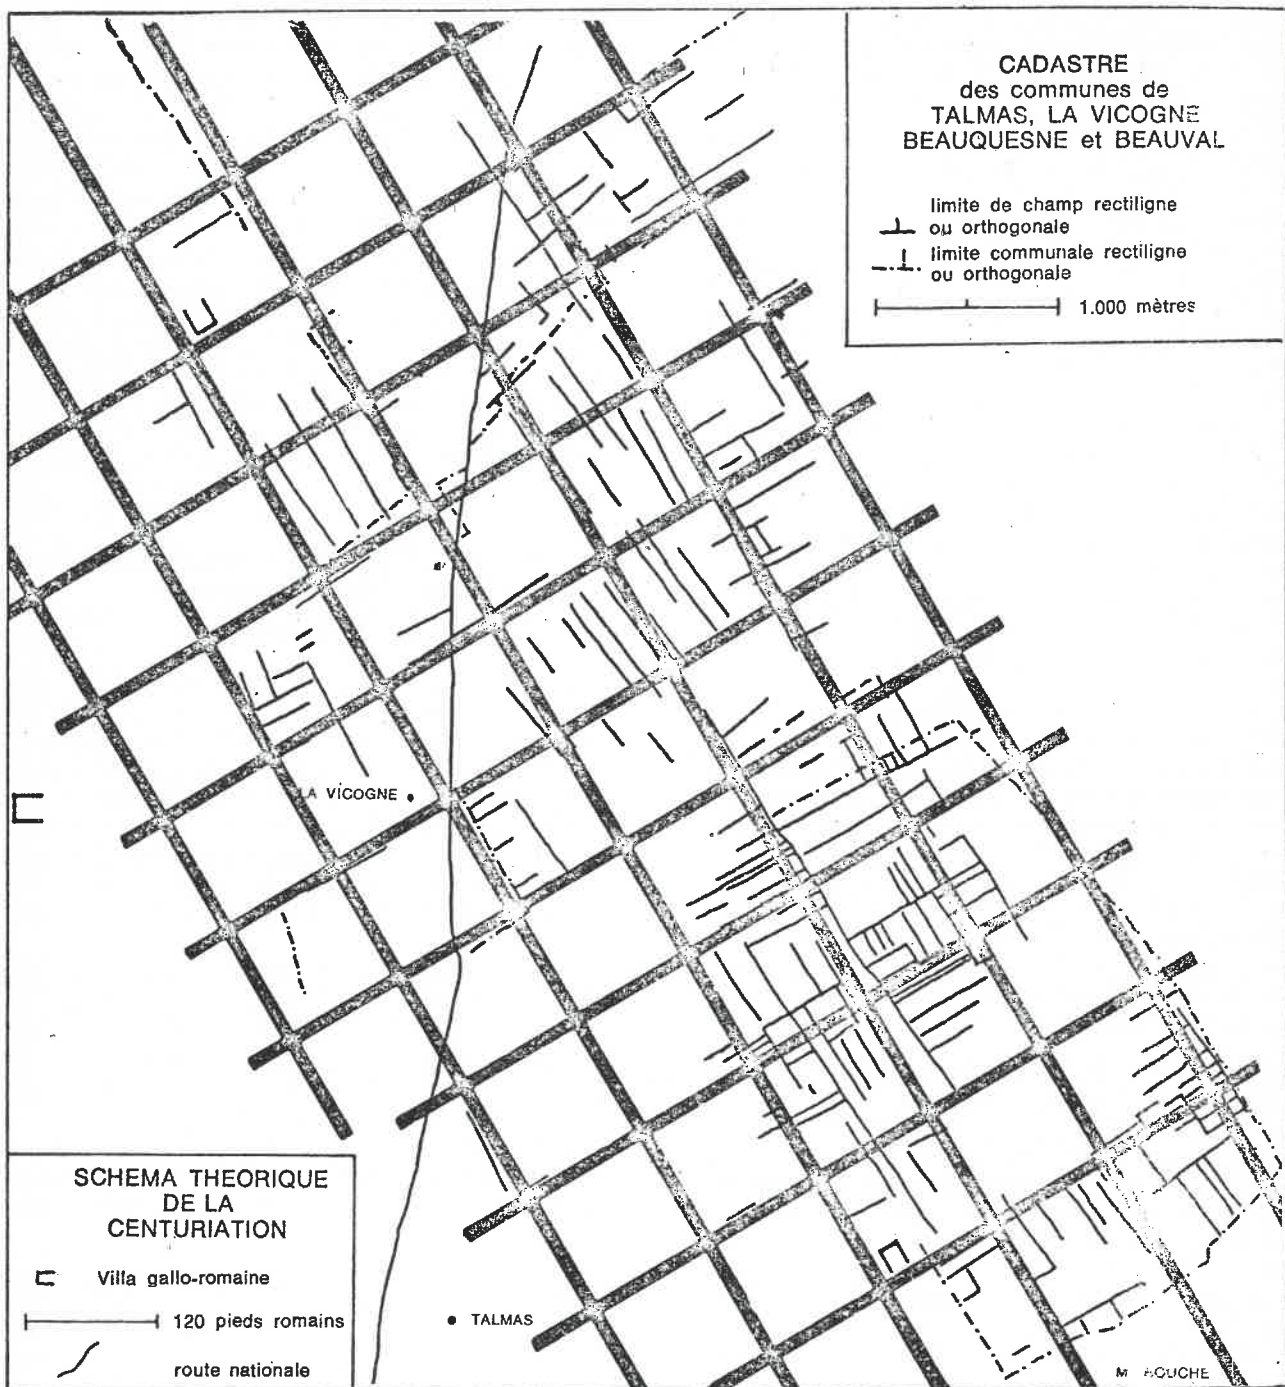 CADASTRE
des communes de
TALMAS, LA VICOGNE
BEAUQUESNE et BEAUVAL
limite de champ rectiligne
ou orthogonale
limite communale rectiligne
ou orthogonale
1.000 mètres
LA VICOGNE
SCHEMA THEORIQUE
DE LA
CENTURIATION
Villa gallo-romaine
120 pieds romains
route nationale
TALMAS
M BOUCHE